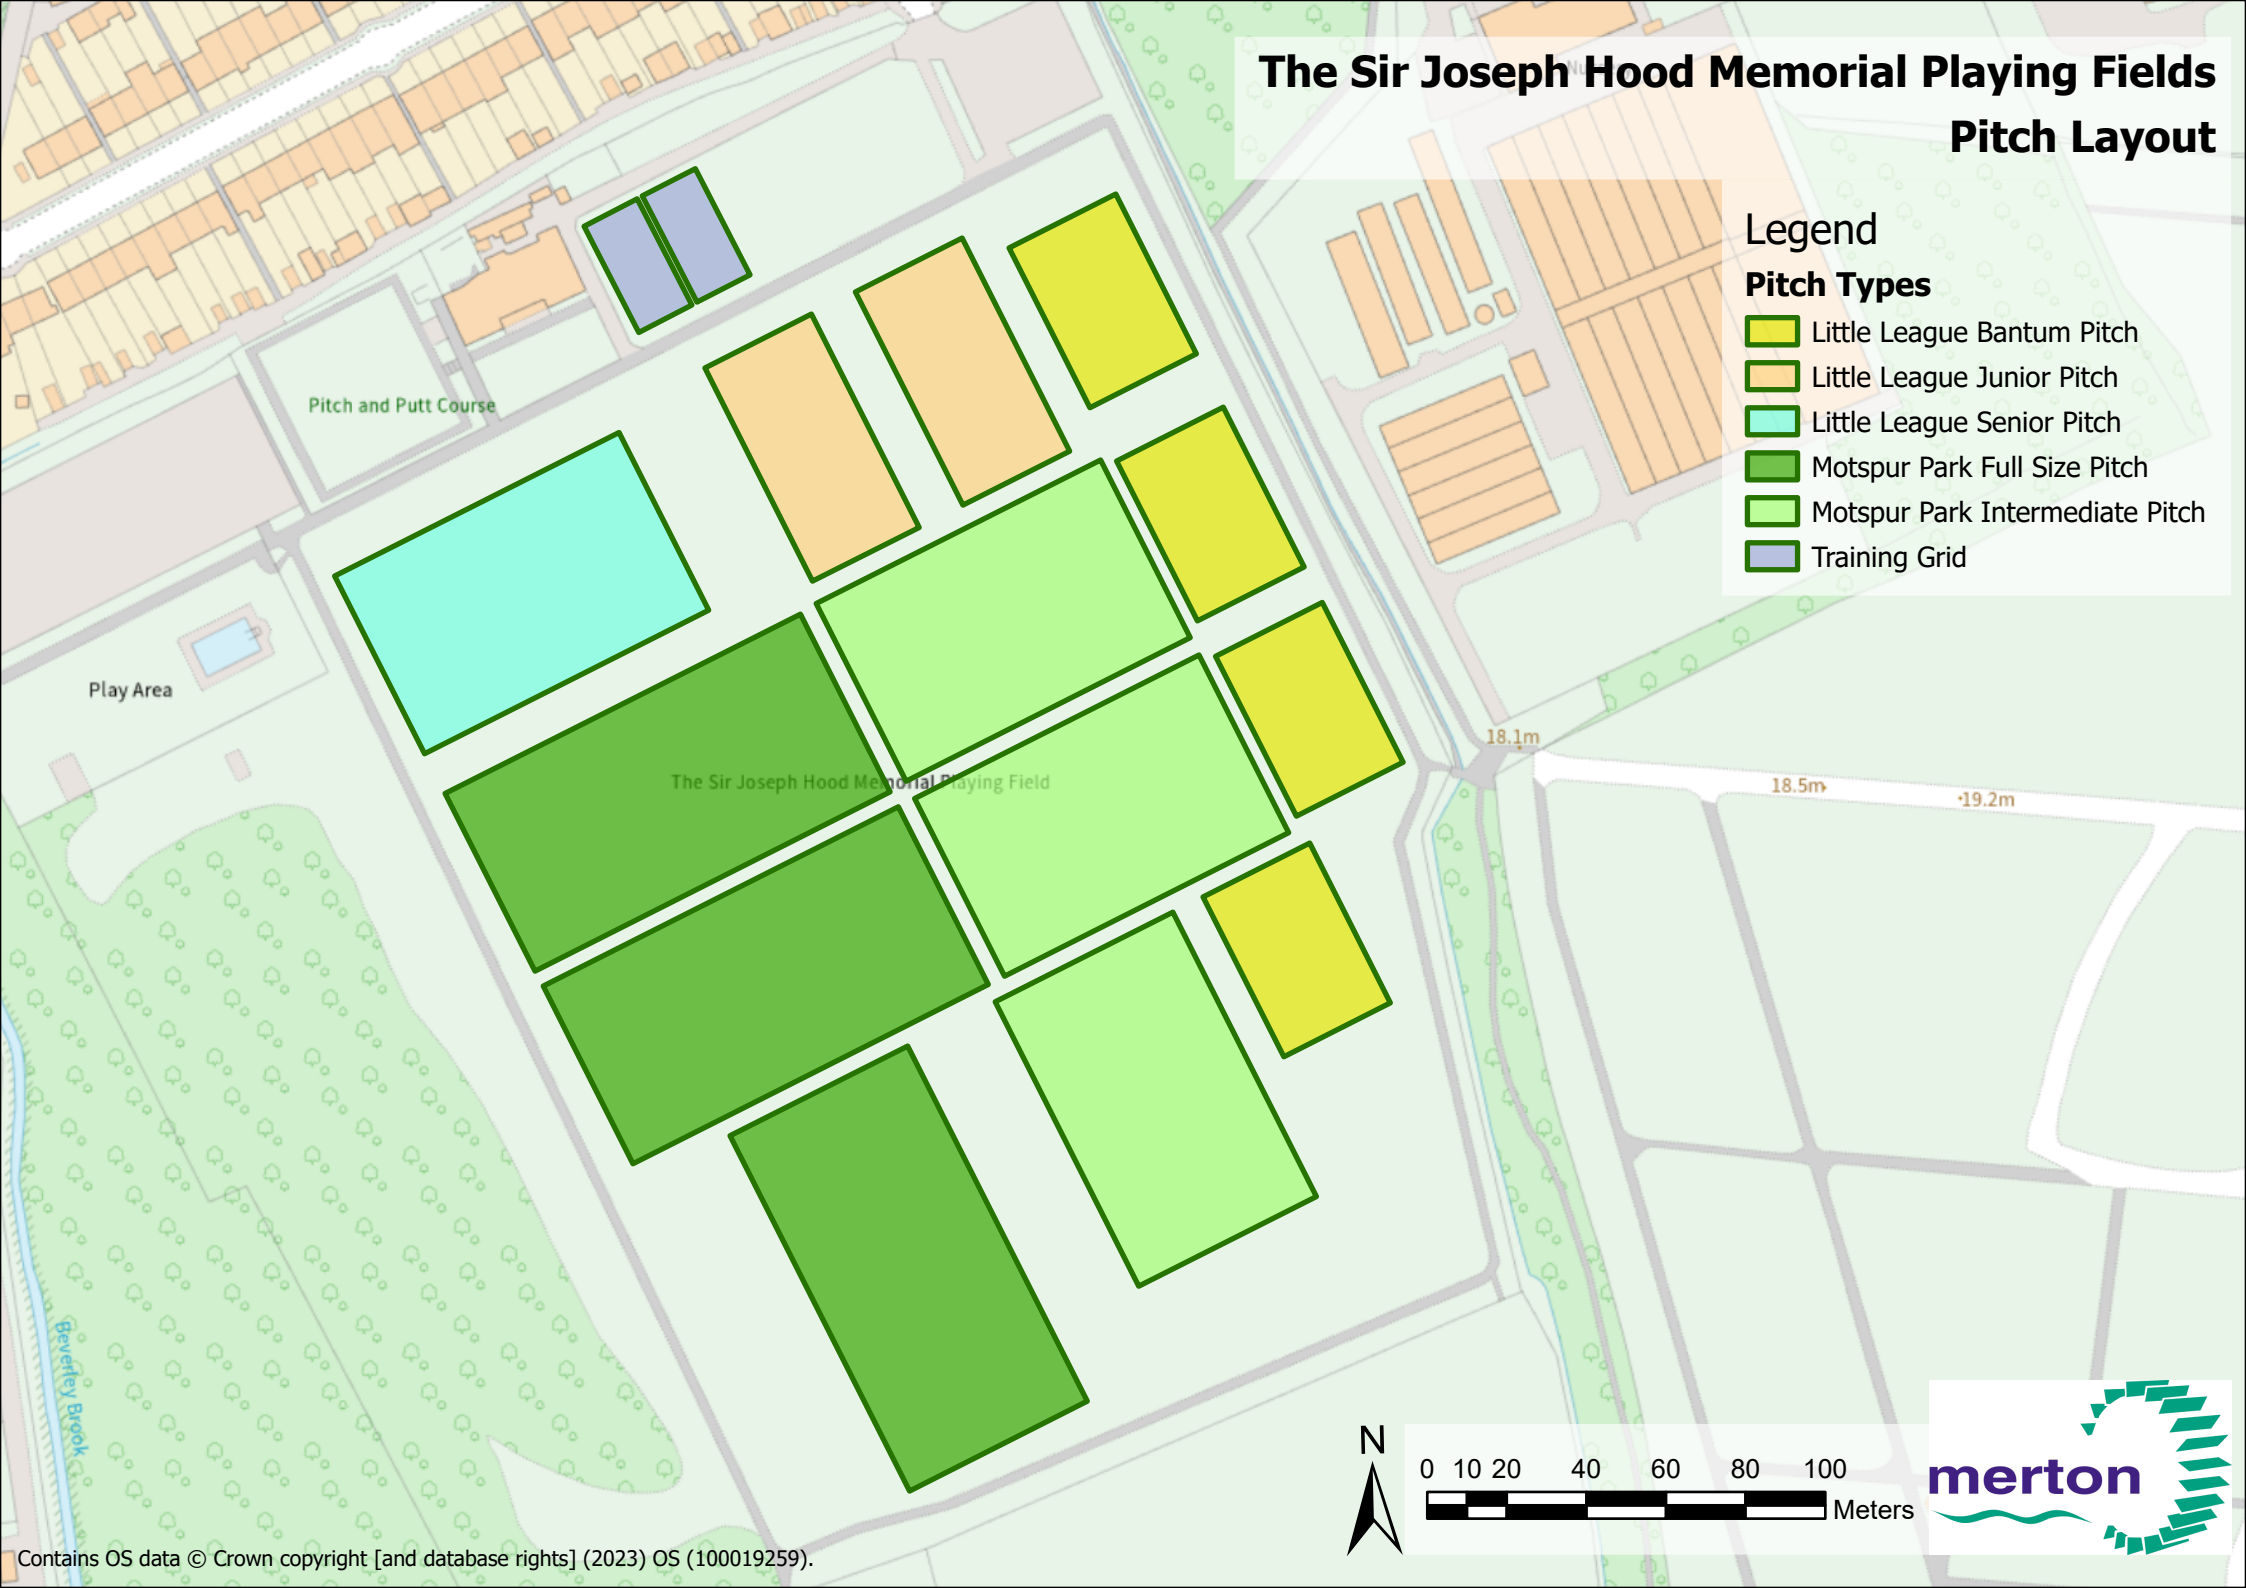 The Sir Joseph Hood Memorial Playing Fields
Pitch Layout
Legend
Pitch Types
Little League Bantum Pitch
Little League Junior Pitch
Little League Senior Pitch
Motspur Park Full Size Pitch
Motspur Park Intermediate Pitch
Training Grid
Pitch and Putt Course
Play Area
The Sir Joseph Hood Memorial Playing Field
18.1m
18.5m
19.2m
Beverley Brook
N
0 10 20 40 60 80 100
Meters
merton
Contains OS data © Crown copyright [and database rights] (2023) OS (100019259).